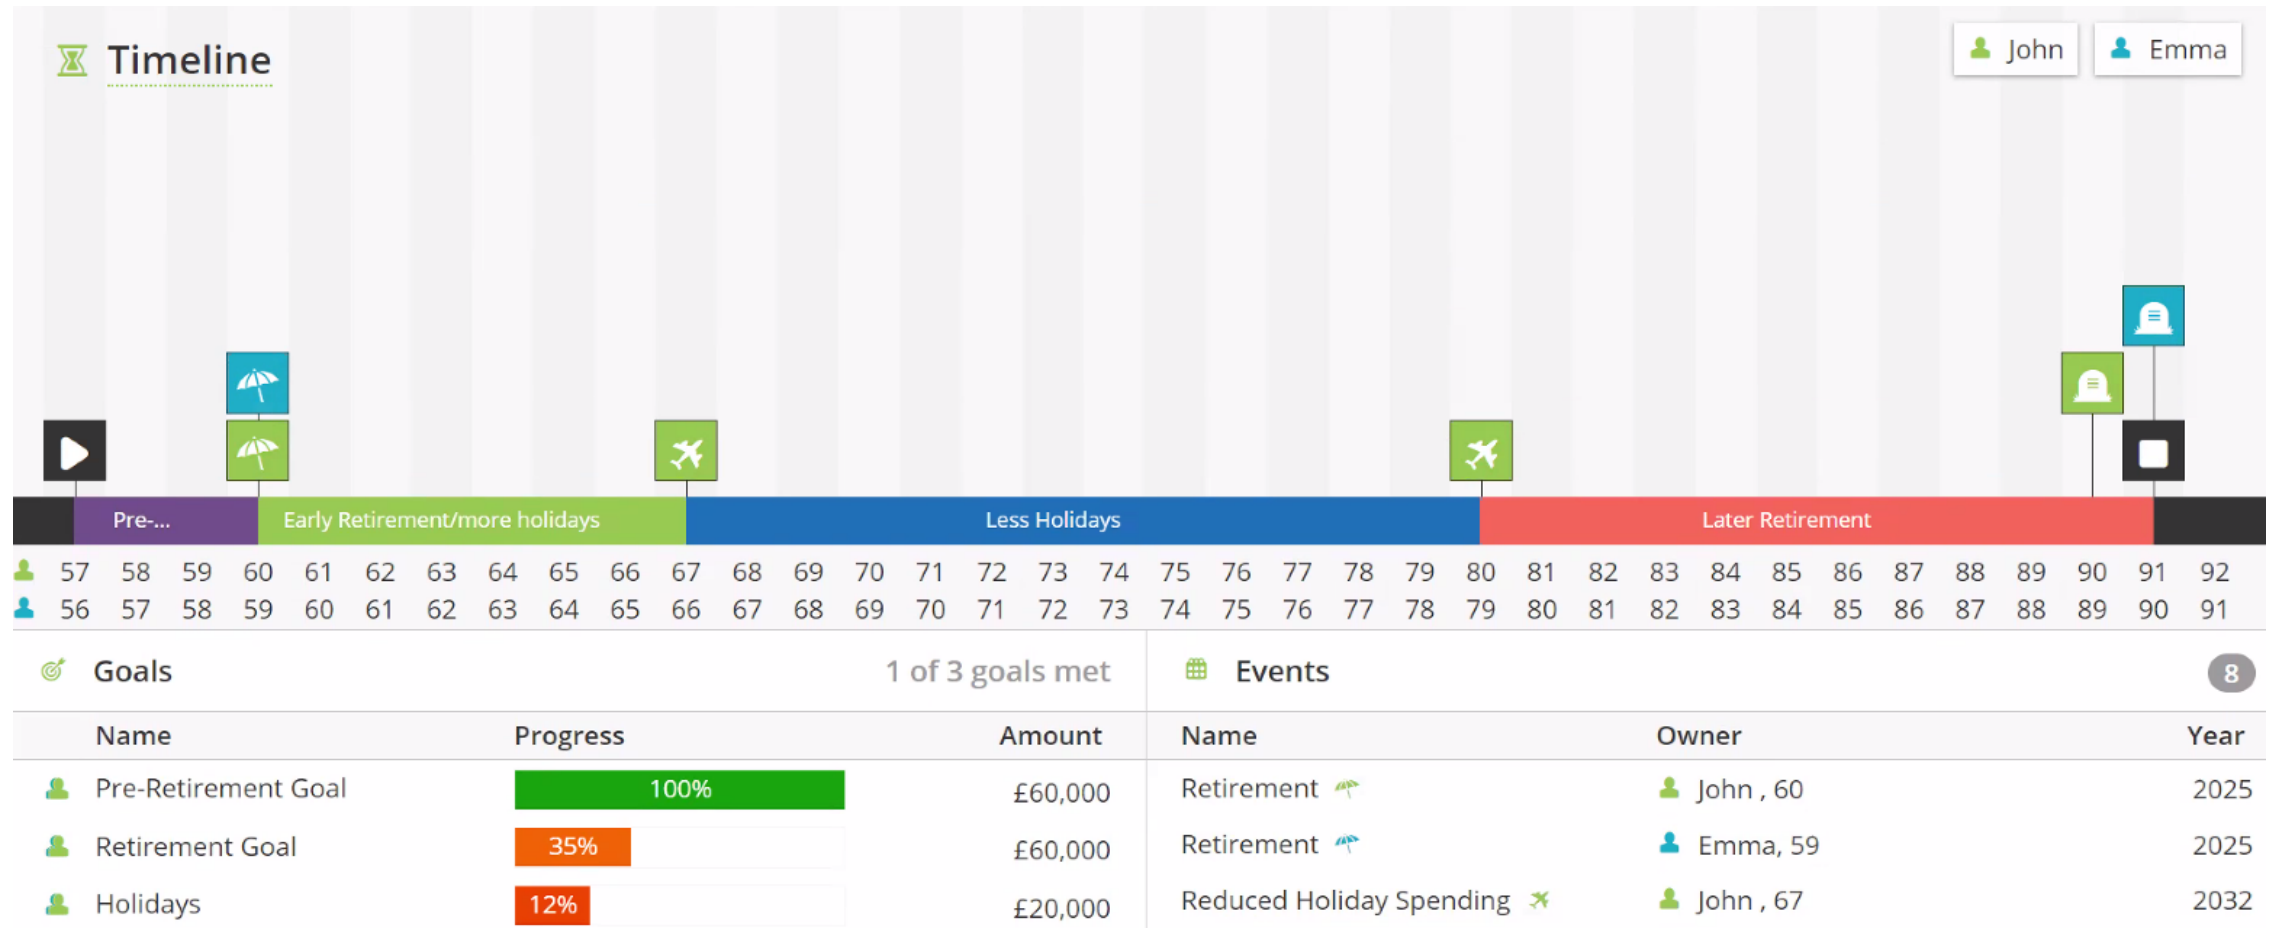 Timeline
John
Emma
Pre-...
Early Retirement/more holidays
Less Holidays
Later Retirement
57 58 59 60 61 62 63 64 65 66 67 68 69 70 71 72 73 74 75 76 77 78 79 80 81 82 83 84 85 86 87 88 89 90 91 92
56 57 58 59 60 61 62 63 64 65 66 67 68 69 70 71 72 73 74 75 76 77 78 79 80 81 82 83 84 85 86 87 88 89 90 91
Goals 1 of 3 goals met
Name Progress Amount
Pre-Retirement Goal 100% £60,000
Retirement Goal 35% £60,000
Holidays 12% £20,000
Events 8
Name Owner Year
Retirement John , 60 2025
Retirement Emma, 59 2025
Reduced Holiday Spending John , 67 2032